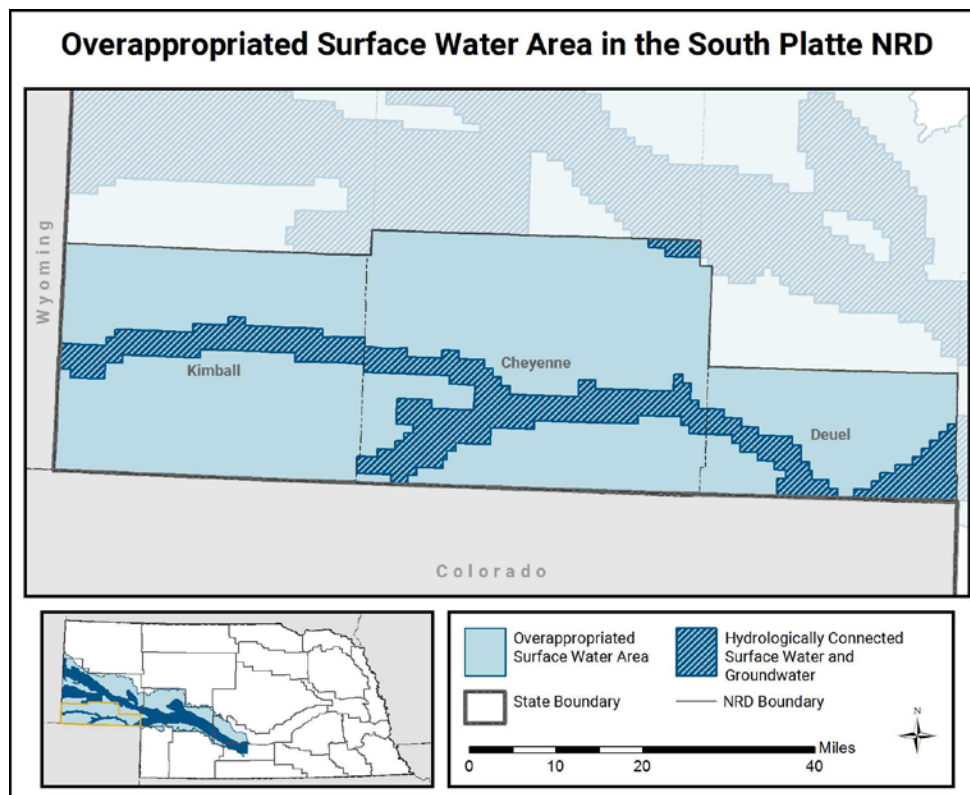 Overappropriated Surface Water Area in the South Platte NRD
Wyoming
Kimball
Cheyenne
Deuel
Colorado
Overappropriated
Surface Water Area
Hydrologically Connected
Surface Water and
Groundwater
State Boundary
NRD Boundary
N
Miles
0 10 20 40